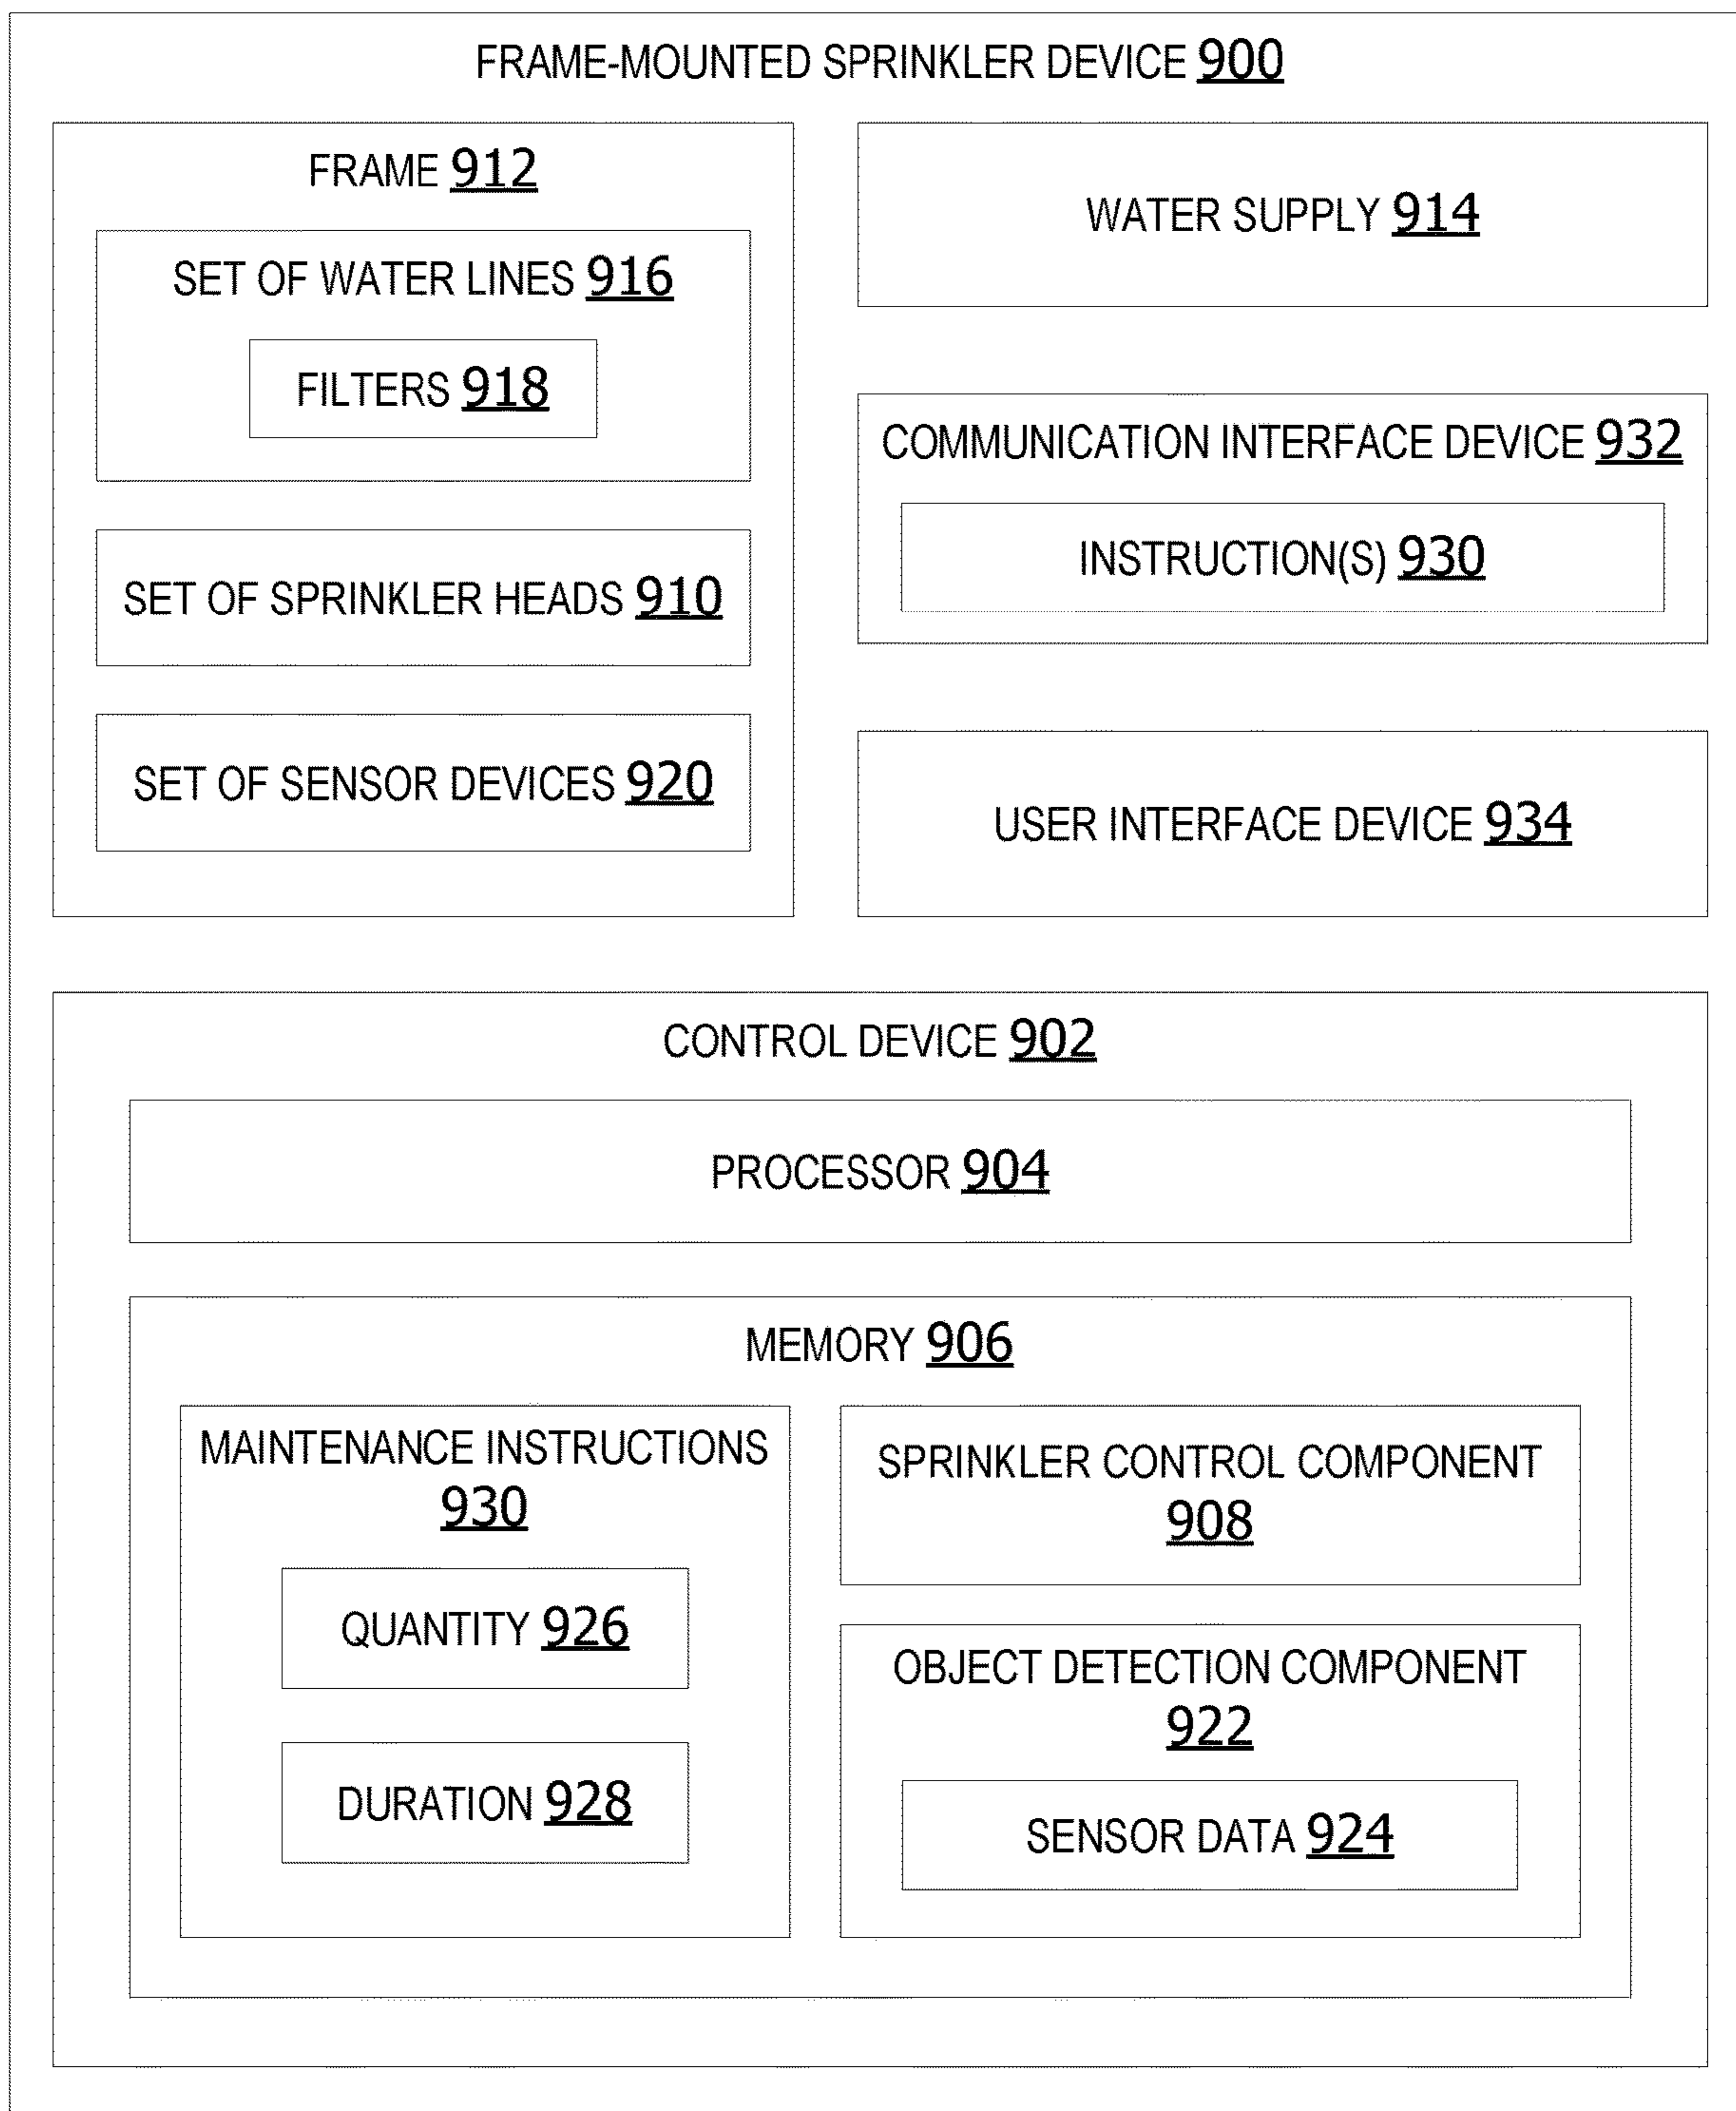 FRAME-MOUNTED SPRINKLER DEVICE 900
FRAME 912
SET OF WATER LINES 916
FILTERS 918
SET OF SPRINKLER HEADS 910
SET OF SENSOR DEVICES 920
WATER SUPPLY 914
COMMUNICATION INTERFACE DEVICE 932
INSTRUCTION(S) 930
USER INTERFACE DEVICE 934
CONTROL DEVICE 902
PROCESSOR 904
MEMORY 906
MAINTENANCE INSTRUCTIONS
930
QUANTITY 926
DURATION 928
SPRINKLER CONTROL COMPONENT
908
OBJECT DETECTION COMPONENT
922
SENSOR DATA 924